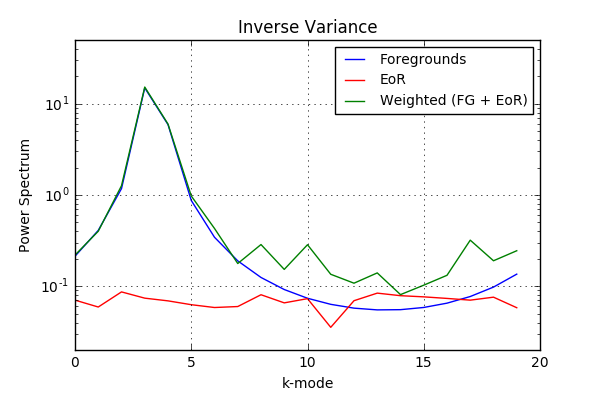 Inverse Variance
Foregrounds
EoR
Weighted (FG + EoR)
Power Spectrum
10^1
10^0
10^-1
0 5 10 15 20
k-mode